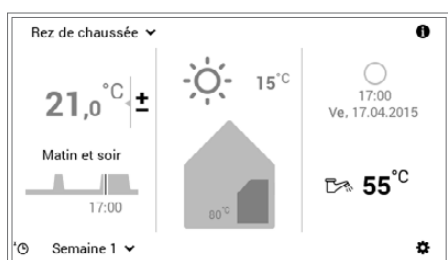 Rez de chaussée
21,0 °C ±
Matin et soir
17:00
Semaine 1
15°C
80°C
17:00
Ve, 17.04.2015
55°C